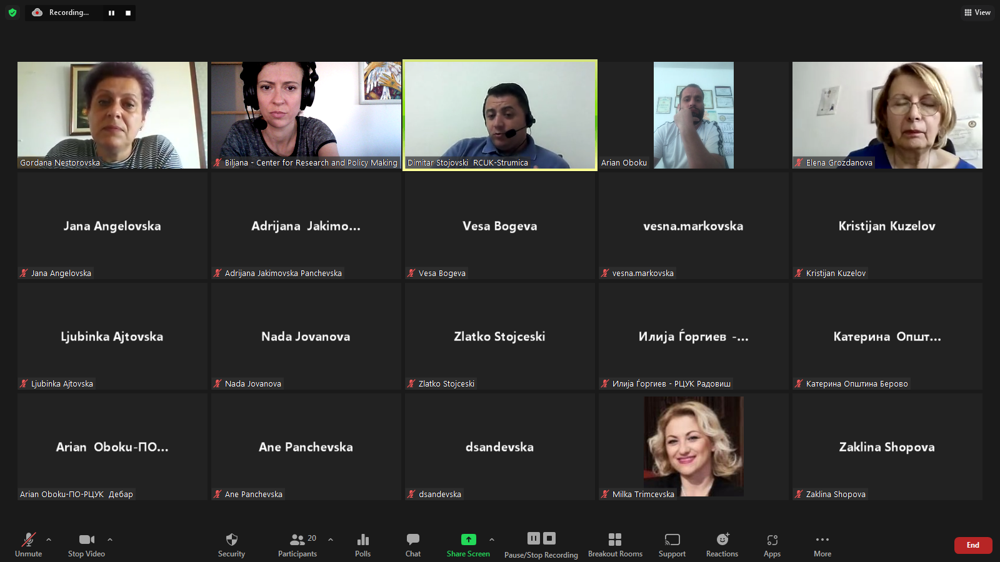 Recording...
View
Gordana Nestorovska
Biljana - Center for Research and Policy Making
Dimitar Stojovski RCUK-Strumica
Arian Oboku
Elena Grozdanova
Jana Angelovska
Adrijana Jakimo...
Vesa Bogeva
vesna.markovska
Kristijan Kuzelov
Jana Angelovska
Adrijana Jakimovska Panchevska
Vesa Bogeva
vesna.markovska
Kristijan Kuzelov
Ljubinka Ajtovska
Nada Jovanova
Zlatko Stojceski
Илија Ѓоргиев -...
Катерина Општ...
Ljubinka Ajtovska
Nada Jovanova
Zlatko Stojceski
Илија Ѓоргиев - РЦУК Радовиш
Катерина Општина Берово
Arian Oboku-ПО...
Ane Panchevska
dsandevska
Zaklina Shopova
Arian Oboku-ПО-РЦУК Дебар
Ane Panchevska
dsandevska
Milka Trimcevska
Zaklina Shopova
Unmute
Stop Video
Security
20
Participants
Polls
Chat
Share Screen
Pause/Stop Recording
Breakout Rooms
Support
Reactions
Apps
More
End